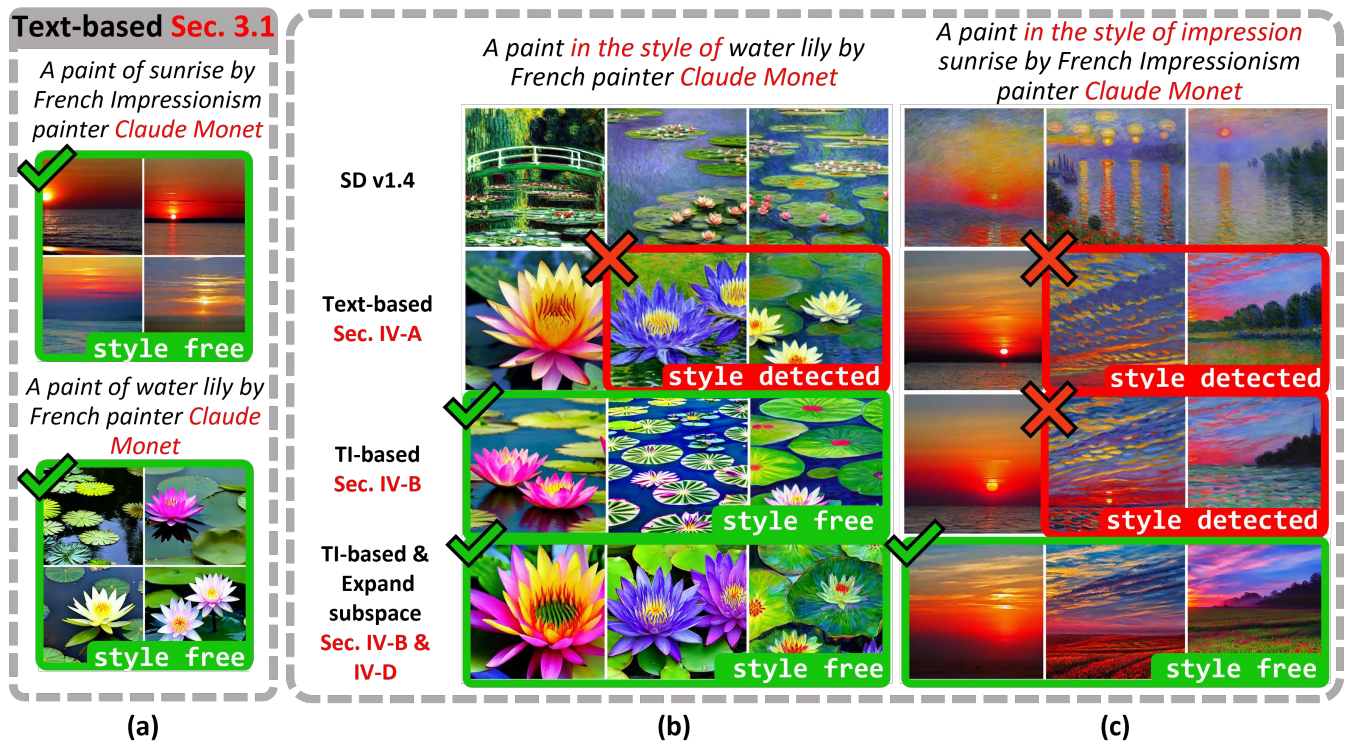 Text-based Sec. 3.1
A paint of sunrise by
French Impressionism
painter Claude Monet
style free
A paint of water lily by
French painter Claude
Monet
style free
(a)
A paint in the style of water lily by
French painter Claude Monet
A paint in the style of impression
sunrise by French Impressionism
painter Claude Monet
SD v1.4
Text-based
Sec. IV-A
style detected
style detected
TI-based
Sec. IV-B
style free
style detected
TI-based &
Expand
subspace
Sec. IV-B &
IV-D
style free
style free
(b)
(c)